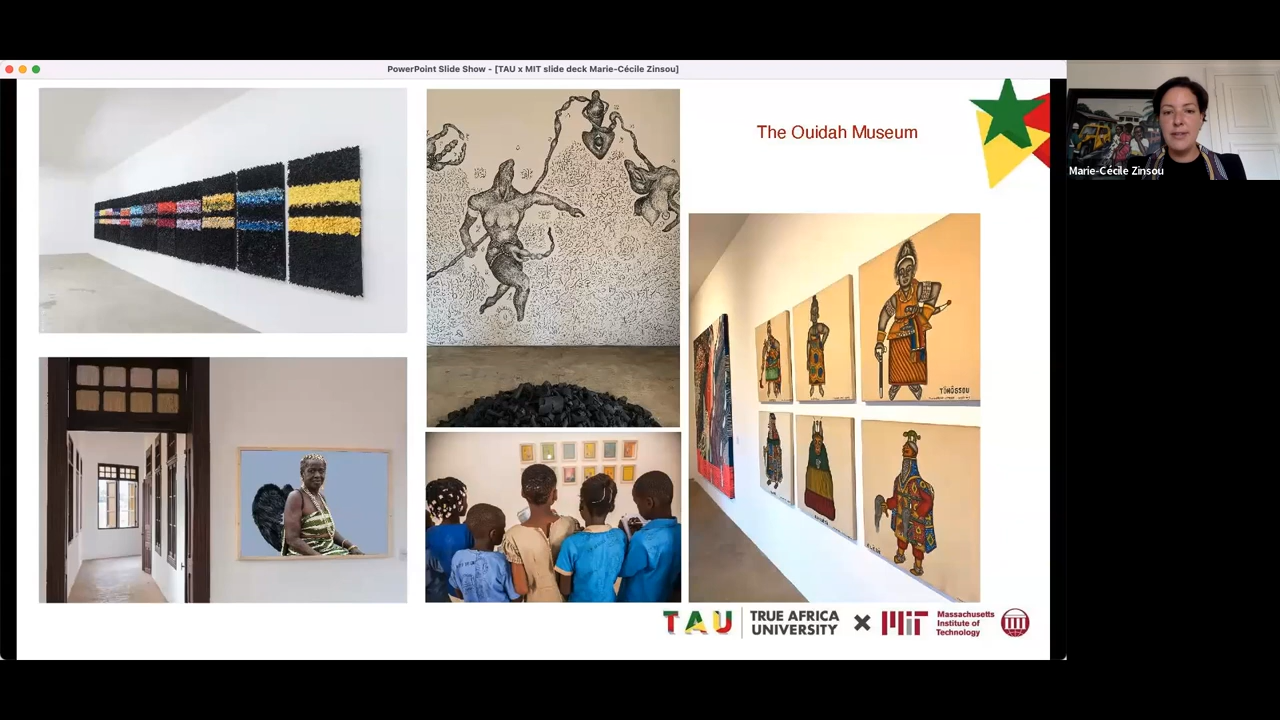 PowerPoint Slide Show - [TAU x MIT slide deck Marie-Cécile Zinsou]
The Ouidah Museum
Marie-Cécile Zinsou
TÔNÔSSOU
TAU
TRUE AFRICA
UNIVERSITY
MIT
Massachusetts
Institute of
Technology